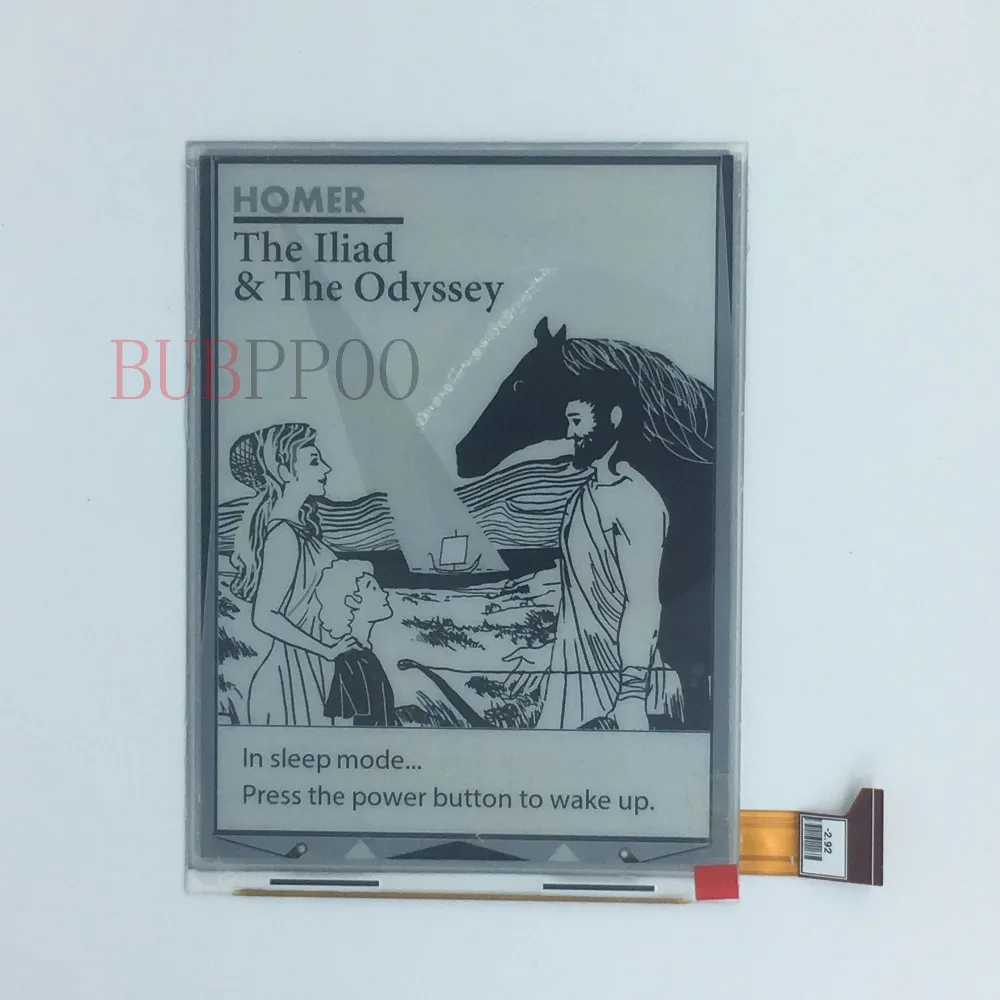 HOMER
The Iliad
& The Odyssey
BUBPPOO
In sleep mode...
Press the power button to wake up.
-2.92